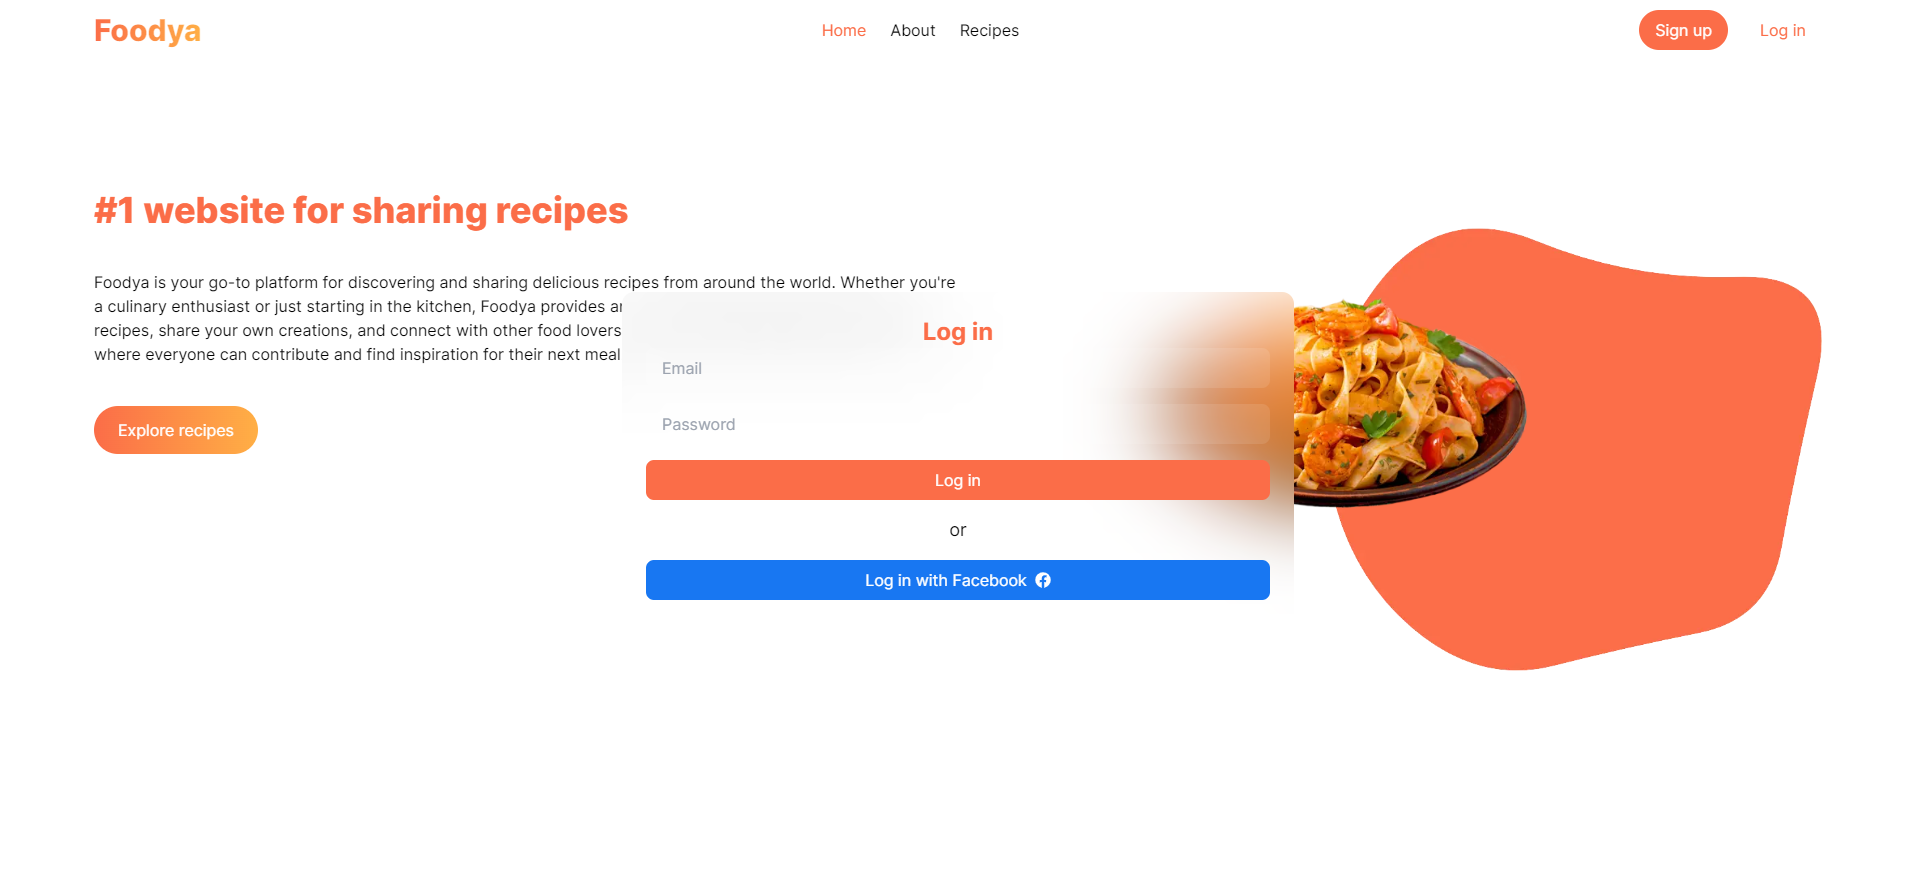 Foodya
Home About Recipes
Sign up Log in
#1 website for sharing recipes
Foodya is your go-to platform for discovering and sharing delicious recipes from around the world. Whether you're
a culinary enthusiast or just starting in the kitchen, Foodya provides
recipes, share your own creations, and connect with other food lovers
where everyone can contribute and find inspiration for their next meal
Explore recipes
Log in
Email
Password
Log in
or
Log in with Facebook